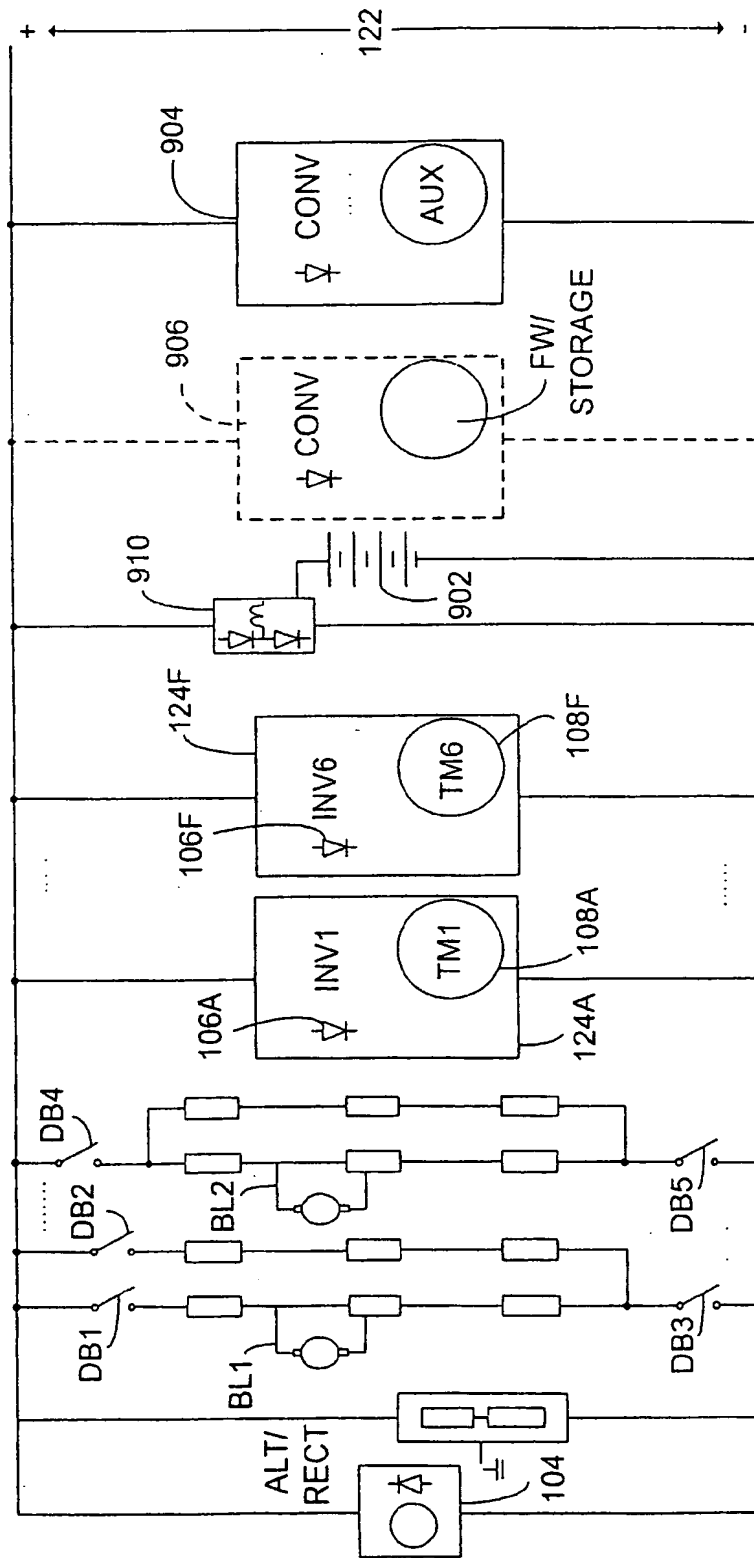 +
122
-
904
CONV
....
AUX
906
CONV
FW/
STORAGE
910
902
124F
INV6
106F
TM6
108F
.....
......
INV1
106A
TM1
108A
124A
DB4
........
DB2
BL2
DB5
DB1
BL1
DB3
ALT/
RECT
104